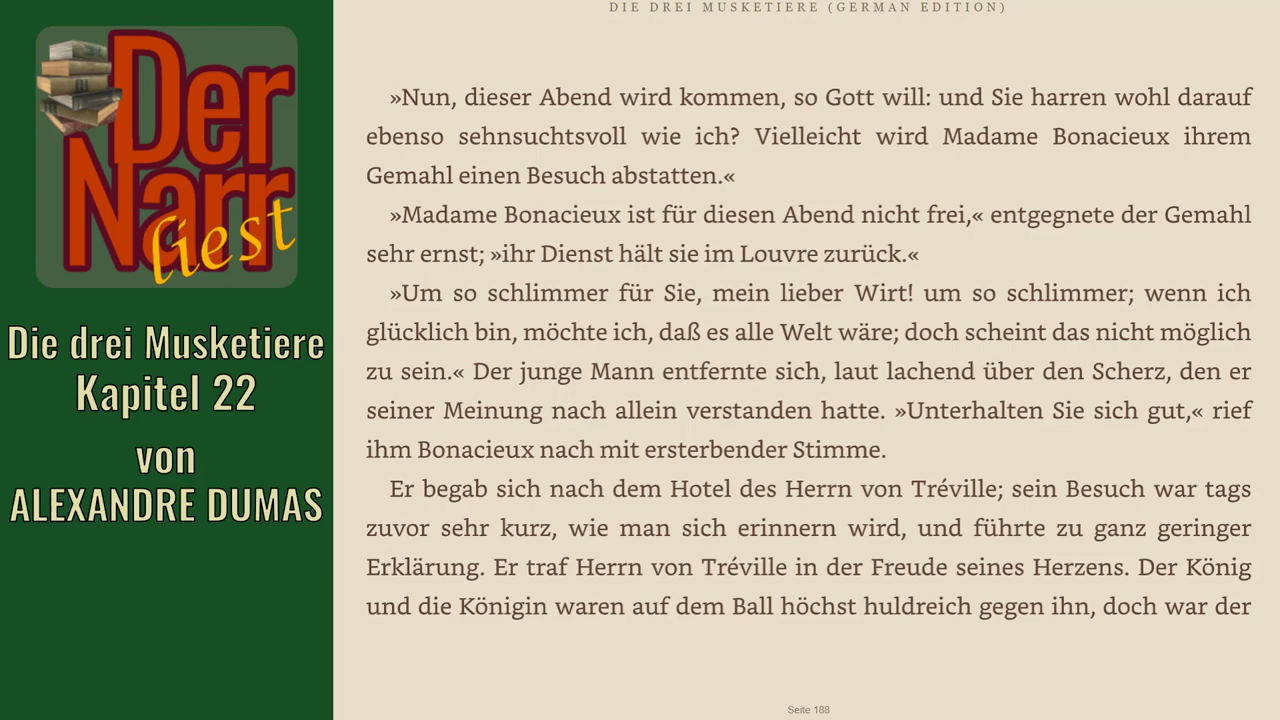 Der
Narr
liest
Die drei Musketiere
Kapitel 22
von
ALEXANDRE DUMAS
DIE DREI MUSKETIERE (GERMAN EDITION)
»Nun, dieser Abend wird kommen, so Gott will: und Sie harren wohl darauf
ebenso sehnsuchtsvoll wie ich? Vielleicht wird Madame Bonacieux ihrem
Gemahl einen Besuch abstatten.«
»Madame Bonacieux ist für diesen Abend nicht frei,« entgegnete der Gemahl
sehr ernst; »ihr Dienst hält sie im Louvre zurück.«
»Um so schlimmer für Sie, mein lieber Wirt! um so schlimmer; wenn ich
glücklich bin, möchte ich, daß es alle Welt wäre; doch scheint das nicht möglich
zu sein.« Der junge Mann entfernte sich, laut lachend über den Scherz, den er
seiner Meinung nach allein verstanden hatte. »Unterhalten Sie sich gut,« rief
ihm Bonacieux nach mit ersterbender Stimme.
Er begab sich nach dem Hotel des Herrn von Tréville; sein Besuch war tags
zuvor sehr kurz, wie man sich erinnern wird, und führte zu ganz geringer
Erklärung. Er traf Herrn von Tréville in der Freude seines Herzens. Der König
und die Königin waren auf dem Ball höchst huldreich gegen ihn, doch war der
Seite 188